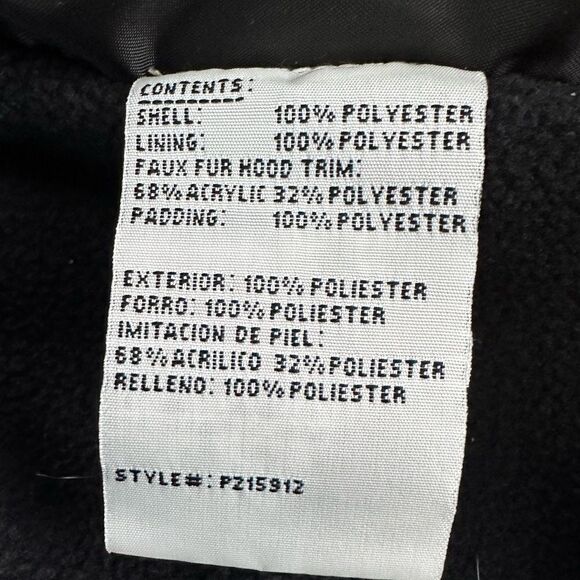 CONTENTS:
SHELL: 100% POLYESTER
LINING: 100% POLYESTER
FAUX FUR HOOD TRIM:
68% ACRYLIC 32% POLYESTER
PADDING: 100% POLYESTER
EXTERIOR: 100% POLIESTER
FORRO: 100% POLIESTER
IMITACION DE PIEL:
68% ACRILICO 32% POLIESTER
RELLENO: 100% POLIESTER
STYLE#: P215912